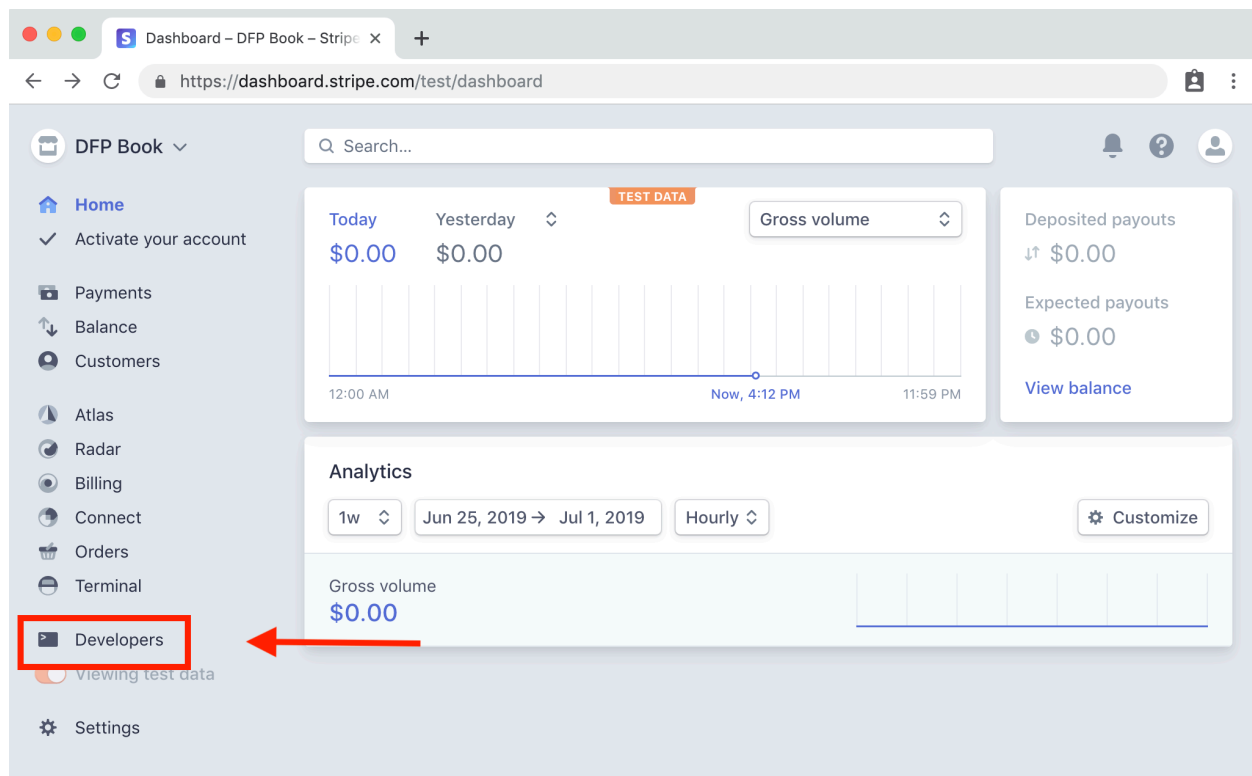 Dashboard – DFP Book – Stripe
https://dashboard.stripe.com/test/dashboard
DFP Book
Search...
Home
Activate your account
Payments
Balance
Customers
Atlas
Radar
Billing
Connect
Orders
Terminal
Developers
Viewing test data
Settings
TEST DATA
Today Yesterday Gross volume
$0.00 $0.00
12:00 AM Now, 4:12 PM 11:59 PM
Deposited payouts
$0.00
Expected payouts
$0.00
View balance
Analytics
1w Jun 25, 2019 → Jul 1, 2019 Hourly Customize
Gross volume
$0.00